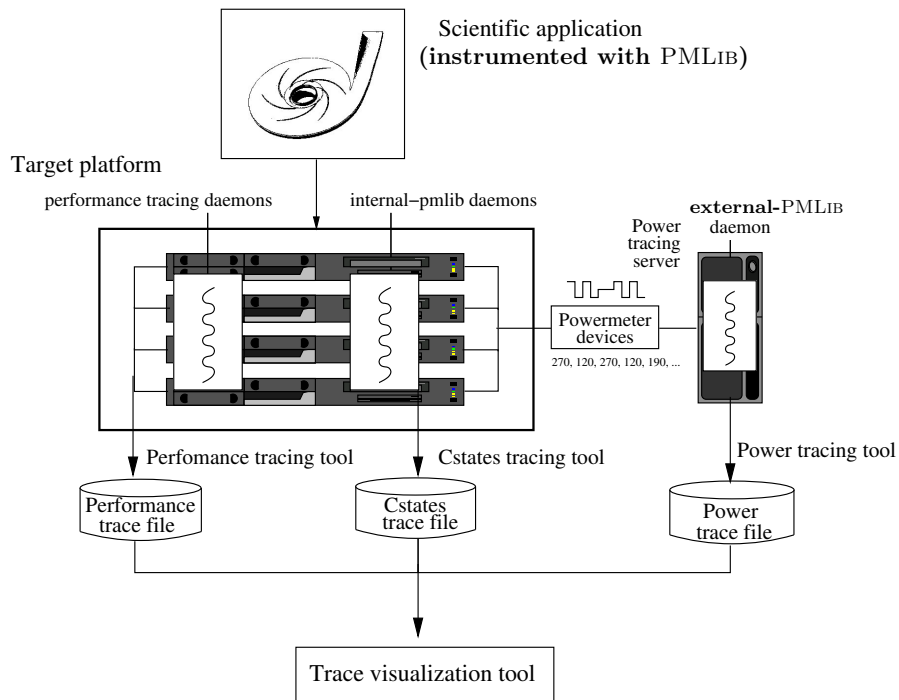 Scientific application
(instrumented with PMLIB)
Target platform
performance tracing daemons
internal−pmlib daemons
external-PMLIB
daemon
Power
tracing
server
Powermeter
devices
270, 120, 270, 120, 190, ...
Perfomance tracing tool
Cstates tracing tool
Power tracing tool
Performance
trace file
Cstates
trace file
Power
trace file
Trace visualization tool